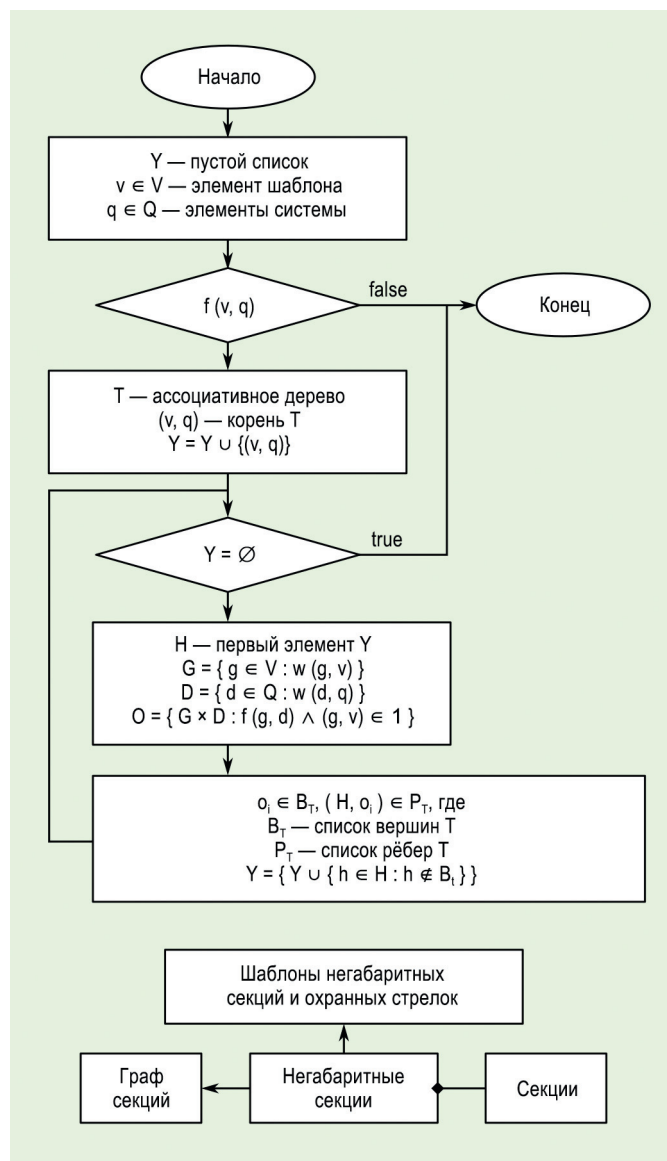 Начало
Y — пустой список
v ∈ V — элемент шаблона
q ∈ Q — элементы системы
f (v, q)
false
Конец
T — ассоциативное дерево
(v, q) — корень T
Y = Y ∪ {(v, q)}
Y = ∅
true
H — первый элемент Y
G = { g ∈ V : w (g, v) }
D = { d ∈ Q : w (d, q) }
O = { G × D : f (g, d) ∧ (g, v) ∈ 1 }
oᵢ ∈ B_T, ( H, oᵢ ) ∈ P_T, где
B_T — список вершин T
P_T — список рёбер T
Y = { Y ∪ { h ∈ H : h ∉ B_t } }
Шаблоны негабаритных
секций и охранных стрелок
Граф
секций
Негабаритные
секции
Секции